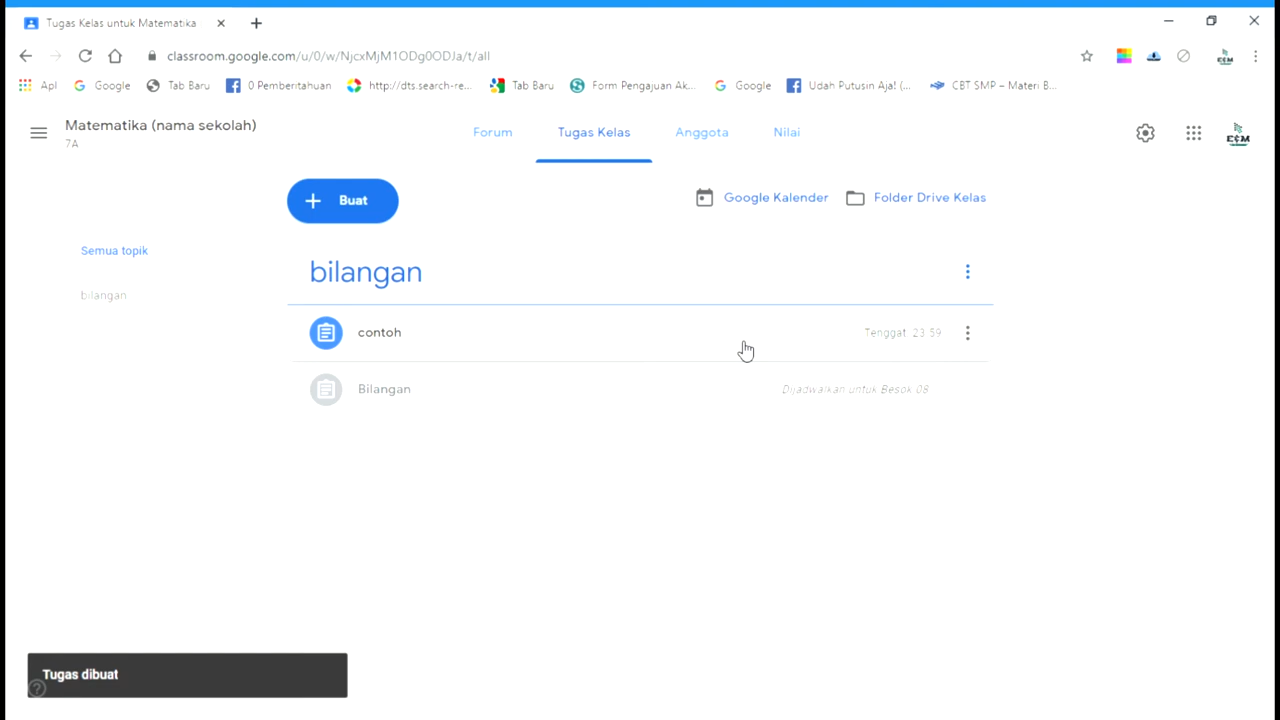 Tugas Kelas untuk Matematika
classroom.google.com/u/0/w/NjcxMjM1ODg0ODJa/t/all
Apl Google Tab Baru 0 Pemberitahuan http://dts.search-re... Tab Baru Form Pengajuan Ak... Google Udah Putusin Aja! (... CBT SMP – Materi B...
Matematika (nama sekolah)
7A
Forum Tugas Kelas Anggota Nilai
Buat
Google Kalender Folder Drive Kelas
Semua topik
bilangan
bilangan
contoh Tenggat 23 59
Bilangan Dijadwalkan untuk Besok 08
Tugas dibuat